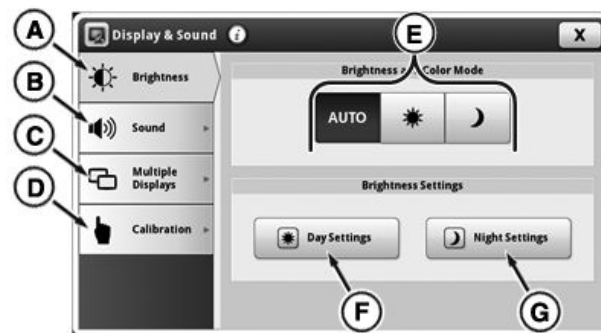 A
B
C
D
E
F
G
Display & Sound i
X
Brightness
Sound
Multiple
Displays
Calibration
Brightness a Color Mode
AUTO
Brightness Settings
Day Settings
Night Settings